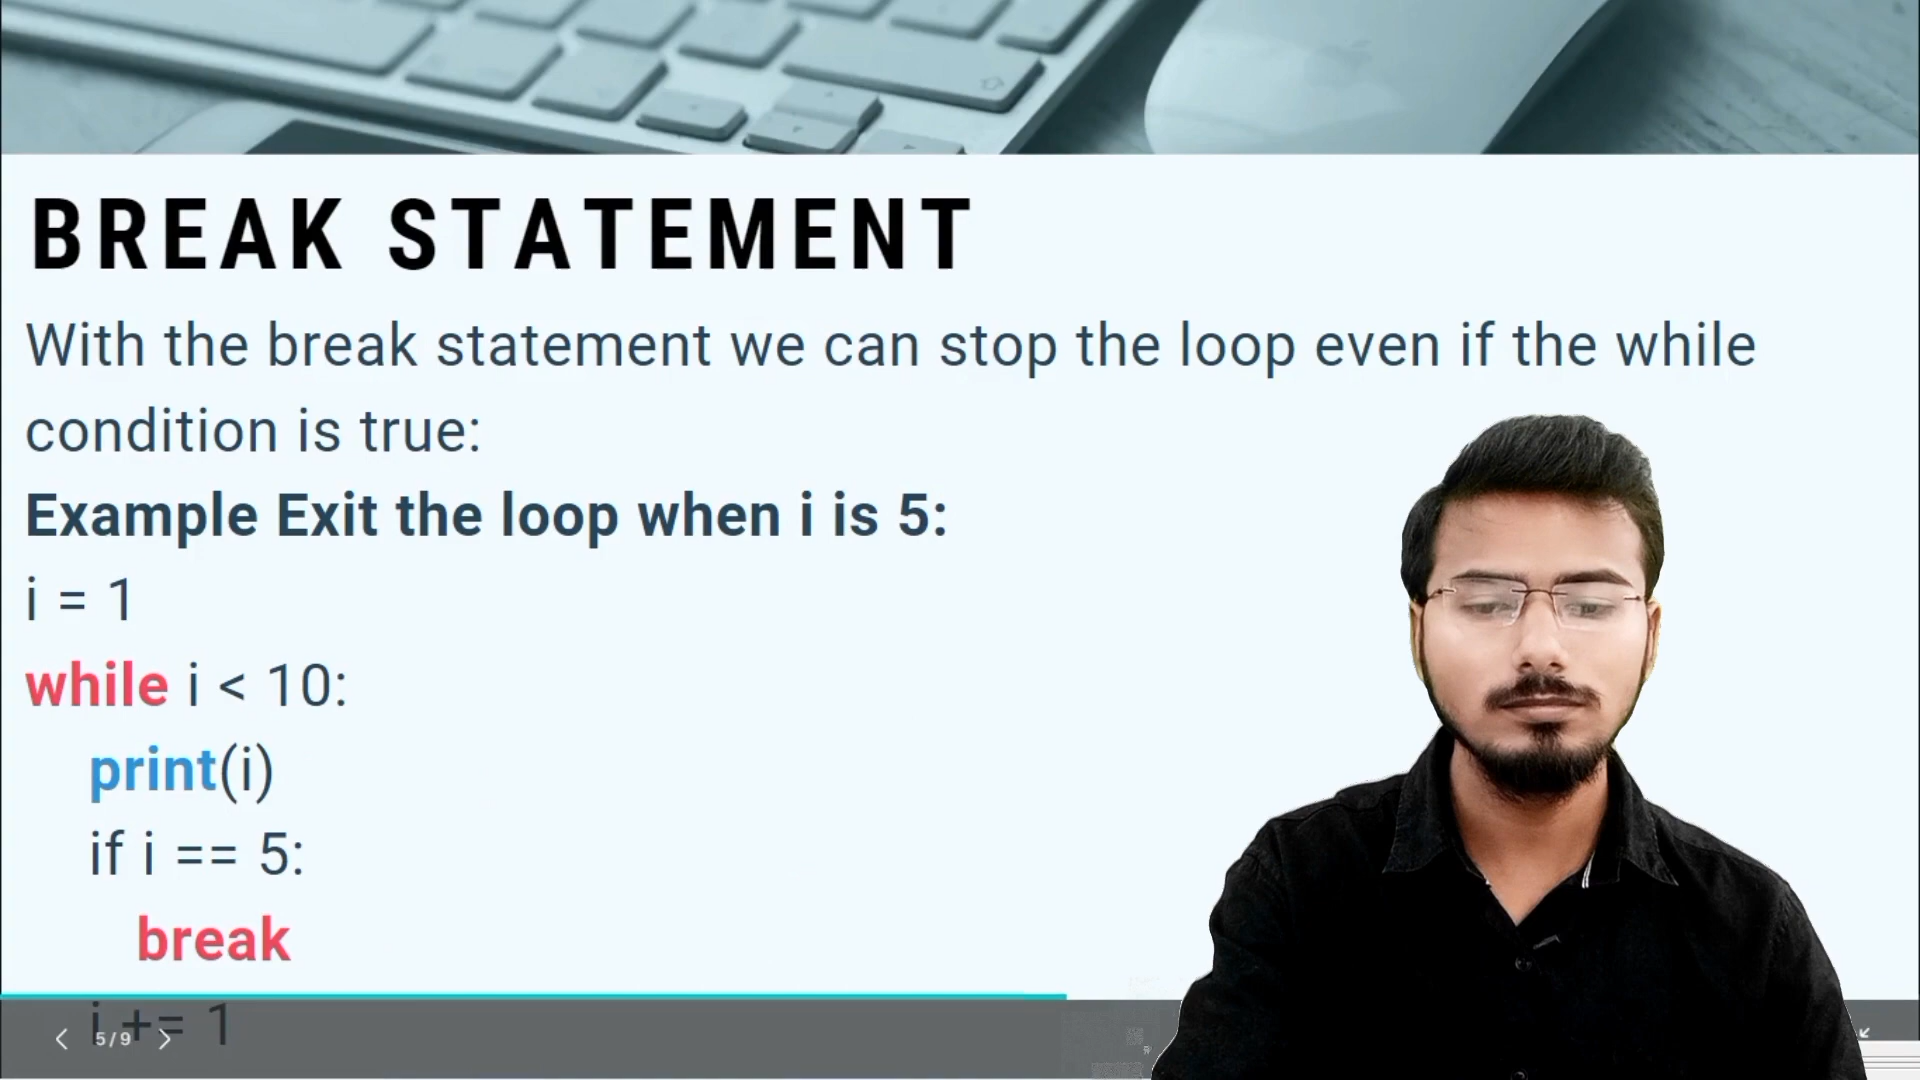 BREAK STATEMENT
With the break statement we can stop the loop even if the while
condition is true:
Example Exit the loop when i is 5:
i = 1
while i < 10:
print(i)
if i == 5:
break
i += 1
5/9